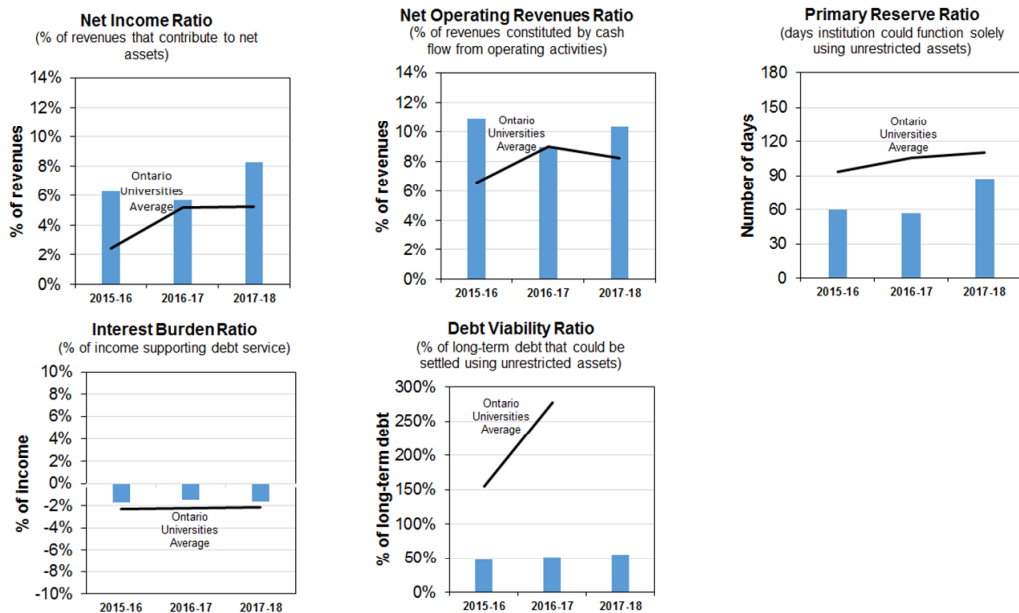 Net Income Ratio
(% of revenues that contribute to net
assets)
14%
12%
10%
8%
6%
4%
2%
0%
% of revenues
Ontario
Universities
Average
2015-16
2016-17
2017-18
Net Operating Revenues Ratio
(% of revenues constituted by cash
flow from operating activities)
14%
12%
10%
8%
6%
4%
2%
0%
% of revenues
Ontario
Universities
Average
2015-16
2016-17
2017-18
Primary Reserve Ratio
(days institution could function solely
using unrestricted assets)
180
150
120
90
60
30
0
Number of days
Ontario
Universities
Average
2015-16
2016-17
2017-18
Interest Burden Ratio
(% of income supporting debt service)
10%
8%
6%
4%
2%
0%
-2%
-4%
-6%
-8%
-10%
% of income
Ontario
Universities
Average
2015-16
2016-17
2017-18
Debt Viability Ratio
(% of long-term debt that could be
settled using unrestricted assets)
300%
250%
200%
150%
100%
50%
0%
% of long-term debt
Ontario
Universities
Average
2015-16
2016-17
2017-18